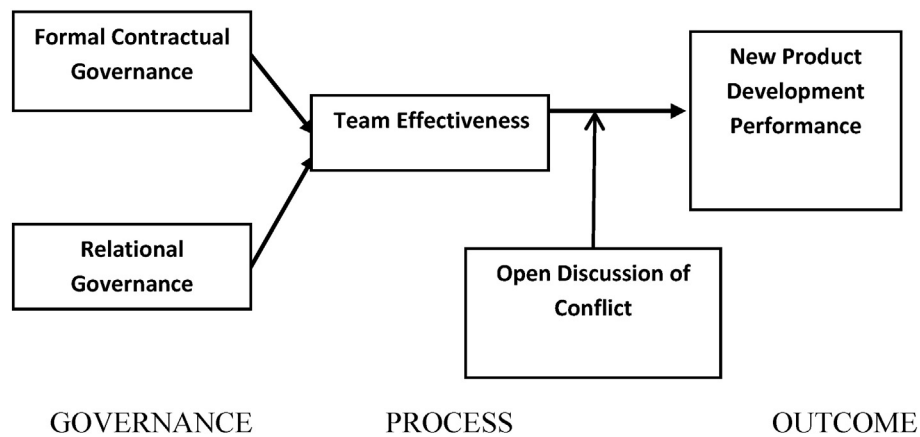 Formal Contractual
Governance
Relational
Governance
Team Effectiveness
Open Discussion of
Conflict
New Product
Development
Performance
GOVERNANCE
PROCESS
OUTCOME